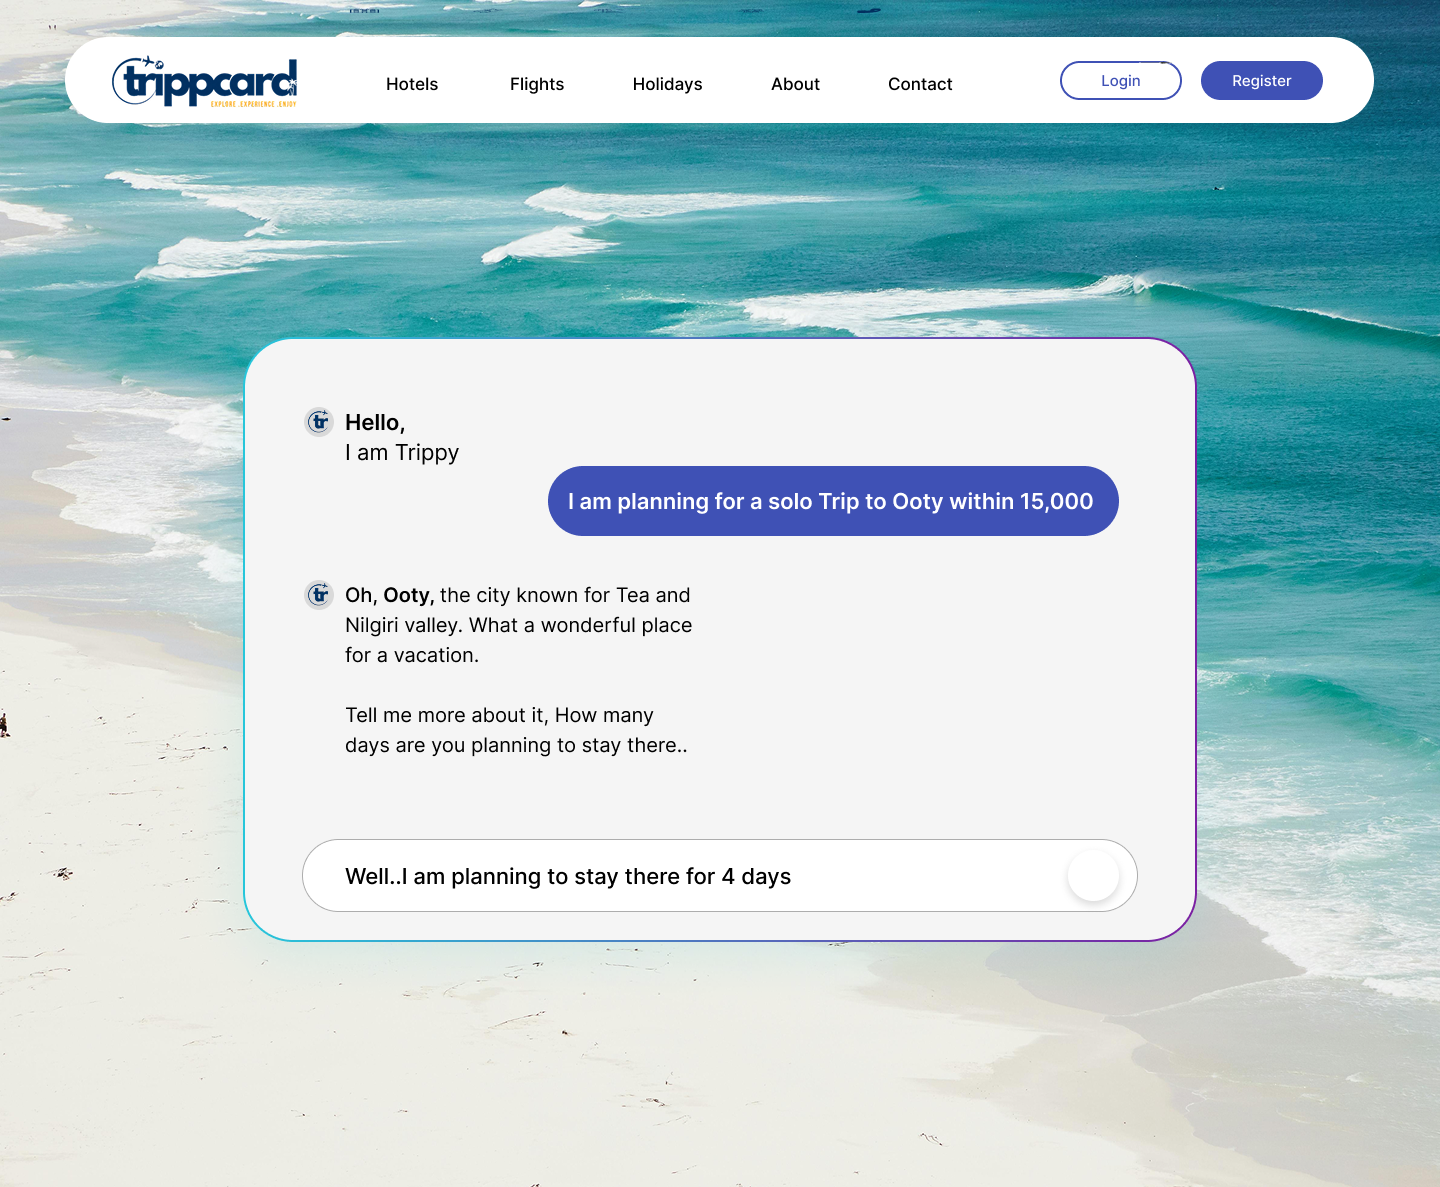 trippcard
EXPLORE .EXPERIENCE .ENJOY
Hotels
Flights
Holidays
About
Contact
Login
Register
tr
Hello,
I am Trippy
I am planning for a solo Trip to Ooty within 15,000
tr
Oh, Ooty, the city known for Tea and
Nilgiri valley. What a wonderful place
for a vacation.
Tell me more about it, How many
days are you planning to stay there..
Well..I am planning to stay there for 4 days